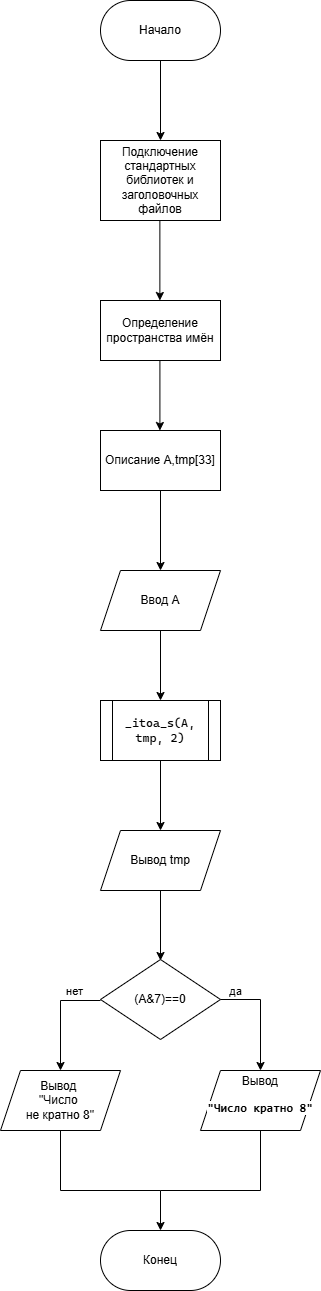 Начало
Подключение
стандартных
библиотек и
заголовочных
файлов
Определение
пространства имён
Описание A,tmp[33]
Ввод A
_itoa_s(A,
tmp, 2)
Вывод tmp
(A&7)==0
нет
да
Вывод
"Число
не кратно 8"
Вывод
"Число кратно 8"
Конец